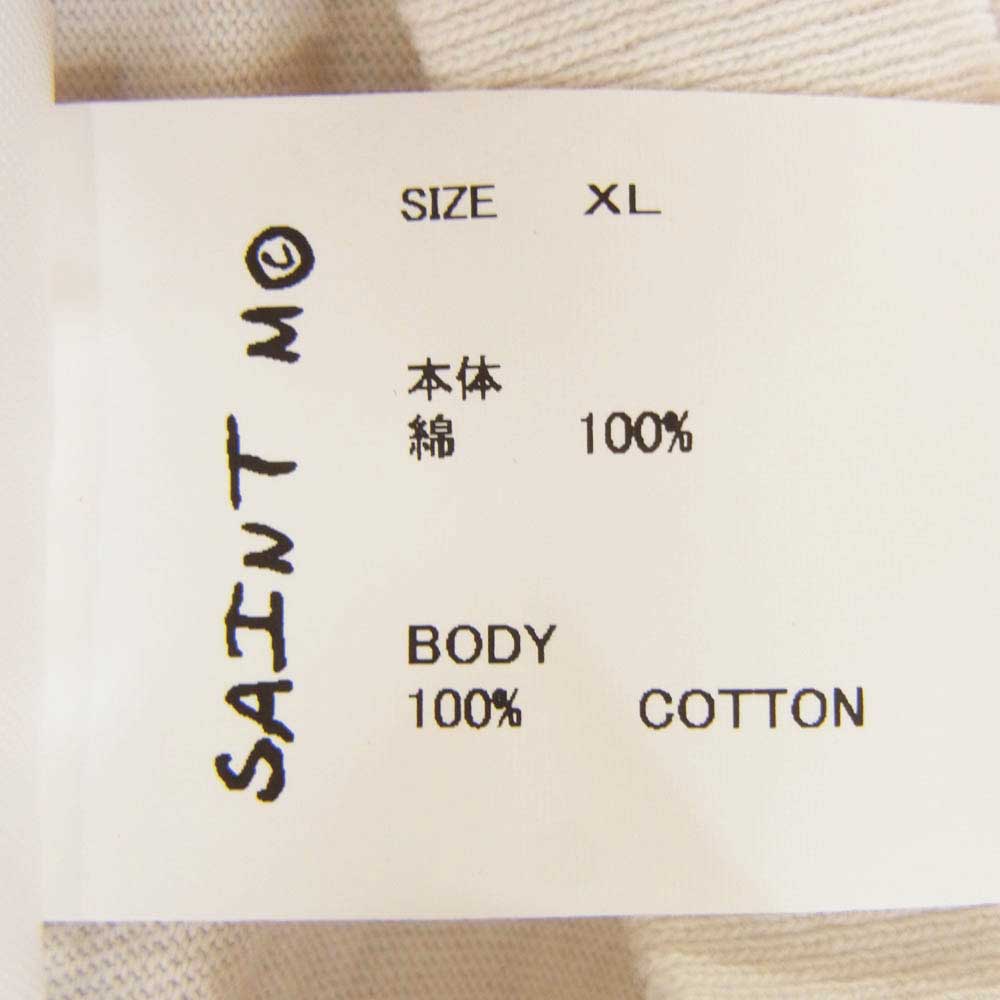 SAINT M©
SIZE XL
本体
綿 100%
BODY
100% COTTON